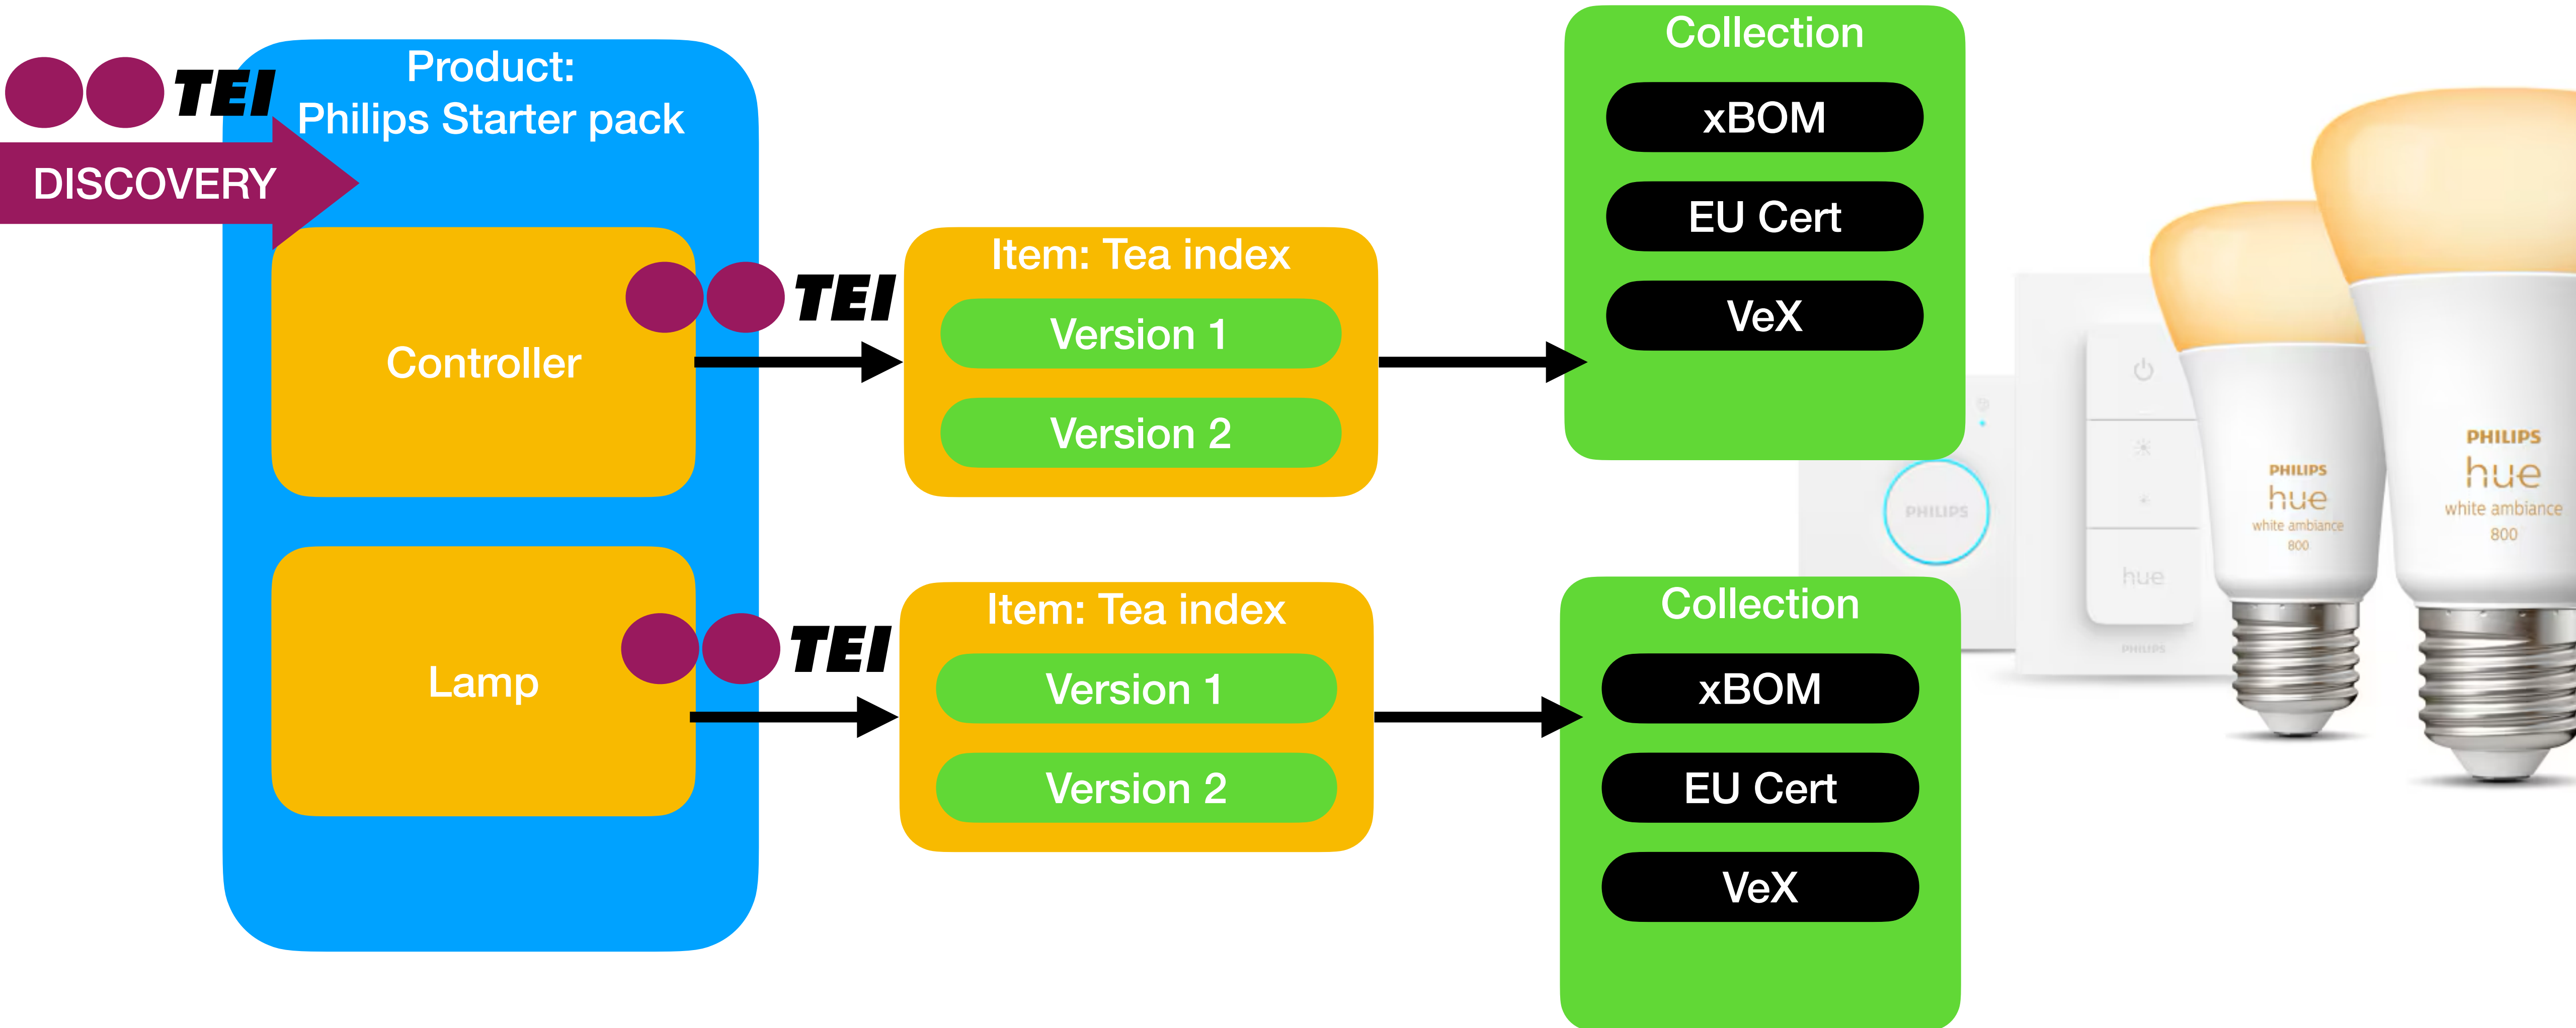 TEI
DISCOVERY
Product:
Philips Starter pack
Controller
TEI
Lamp
TEI
Item: Tea index
Version 1
Version 2
Item: Tea index
Version 1
Version 2
Collection
xBOM
EU Cert
VeX
Collection
xBOM
EU Cert
VeX
PHILIPS
hue
PHILIPS
PHILIPS
hue
white ambiance
800
PHILIPS
hue
white ambiance
800